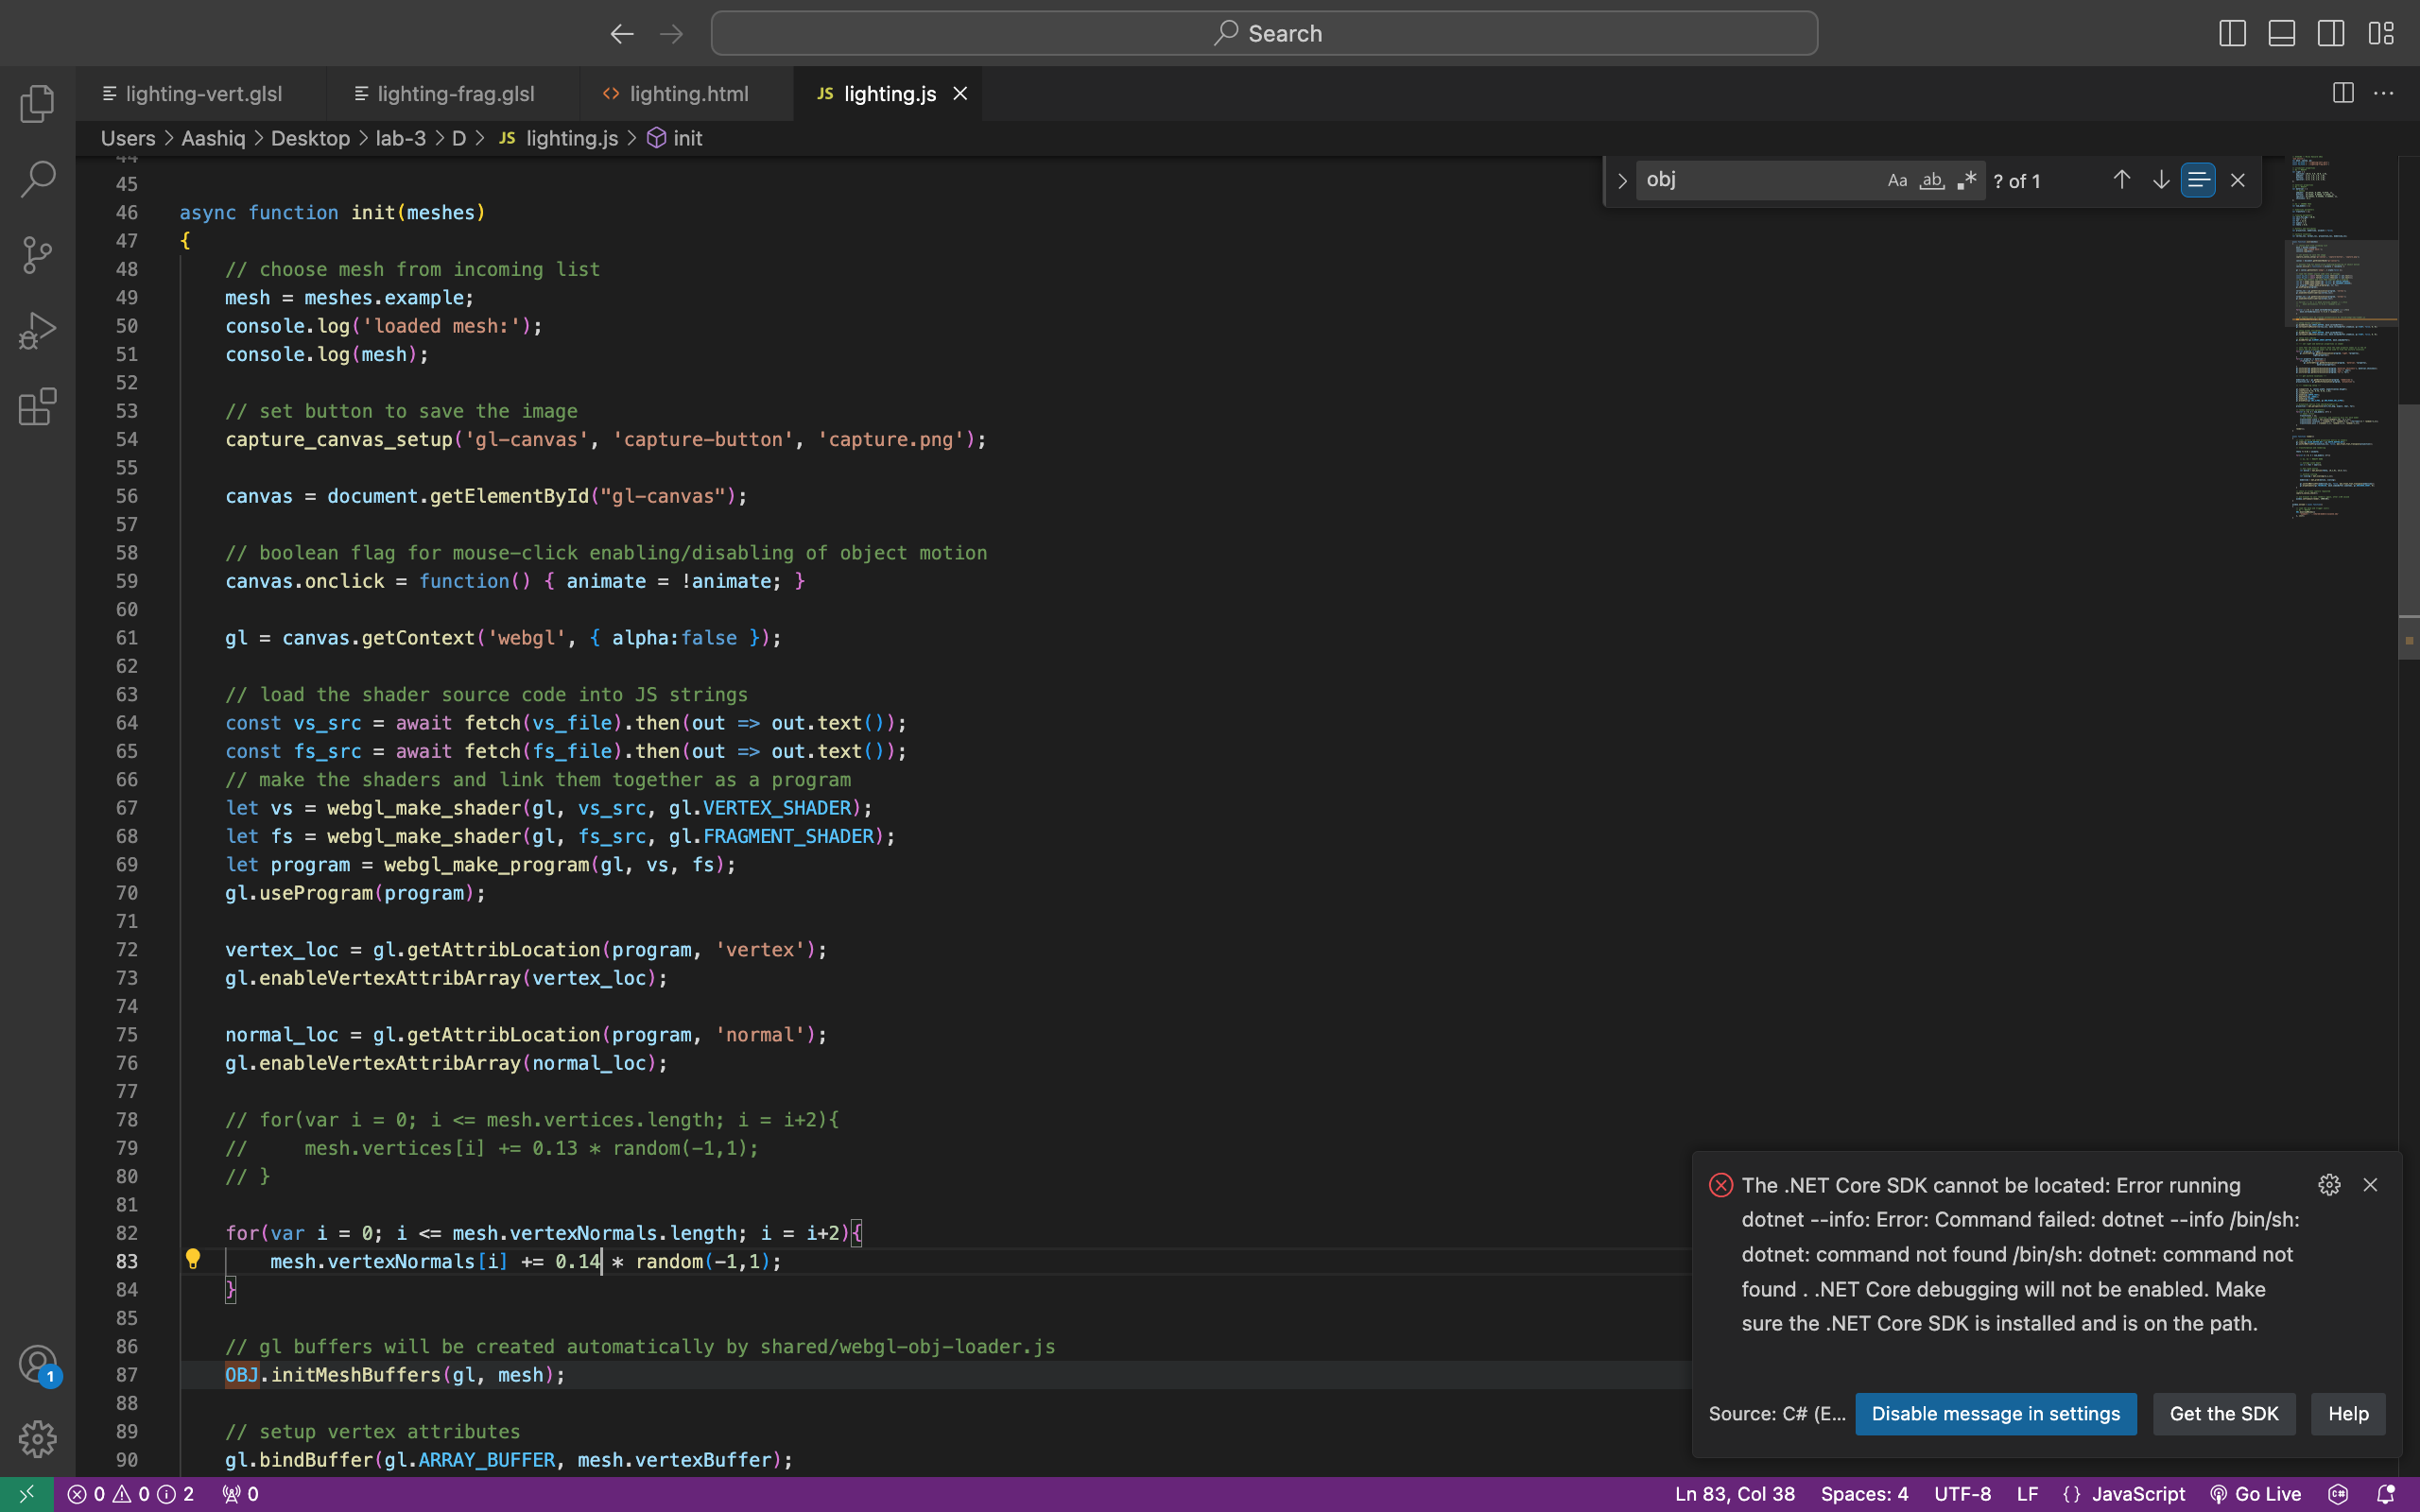 Search
lighting-vert.glsl
lighting-frag.glsl
<> lighting.html
JS lighting.js
Users > Aashiq > Desktop > lab-3 > D > JS lighting.js > init
obj
Aa ab .* ? of 1
44
45
46 async function init(meshes)
47 {
48 // choose mesh from incoming list
49 mesh = meshes.example;
50 console.log('loaded mesh:');
51 console.log(mesh);
52
53 // set button to save the image
54 capture_canvas_setup('gl-canvas', 'capture-button', 'capture.png');
55
56 canvas = document.getElementById("gl-canvas");
57
58 // boolean flag for mouse-click enabling/disabling of object motion
59 canvas.onclick = function() { animate = !animate; }
60
61 gl = canvas.getContext('webgl', { alpha:false });
62
63 // load the shader source code into JS strings
64 const vs_src = await fetch(vs_file).then(out => out.text());
65 const fs_src = await fetch(fs_file).then(out => out.text());
66 // make the shaders and link them together as a program
67 let vs = webgl_make_shader(gl, vs_src, gl.VERTEX_SHADER);
68 let fs = webgl_make_shader(gl, fs_src, gl.FRAGMENT_SHADER);
69 let program = webgl_make_program(gl, vs, fs);
70 gl.useProgram(program);
71
72 vertex_loc = gl.getAttribLocation(program, 'vertex');
73 gl.enableVertexAttribArray(vertex_loc);
74
75 normal_loc = gl.getAttribLocation(program, 'normal');
76 gl.enableVertexAttribArray(normal_loc);
77
78 // for(var i = 0; i <= mesh.vertices.length; i = i+2){
79 //     mesh.vertices[i] += 0.13 * random(-1,1);
80 // }
81
82 for(var i = 0; i <= mesh.vertexNormals.length; i = i+2){
83 mesh.vertexNormals[i] += 0.14 * random(-1,1);
84 }
85
86 // gl buffers will be created automatically by shared/webgl-obj-loader.js
87 OBJ.initMeshBuffers(gl, mesh);
88
89 // setup vertex attributes
90 gl.bindBuffer(gl.ARRAY_BUFFER, mesh.vertexBuffer);
The .NET Core SDK cannot be located: Error running
dotnet --info: Error: Command failed: dotnet --info /bin/sh:
dotnet: command not found /bin/sh: dotnet: command not
found . .NET Core debugging will not be enabled. Make
sure the .NET Core SDK is installed and is on the path.
Source: C# (E... Disable message in settings Get the SDK Help
1
0 0 2 0
Ln 83, Col 38 Spaces: 4 UTF-8 LF {} JavaScript Go Live